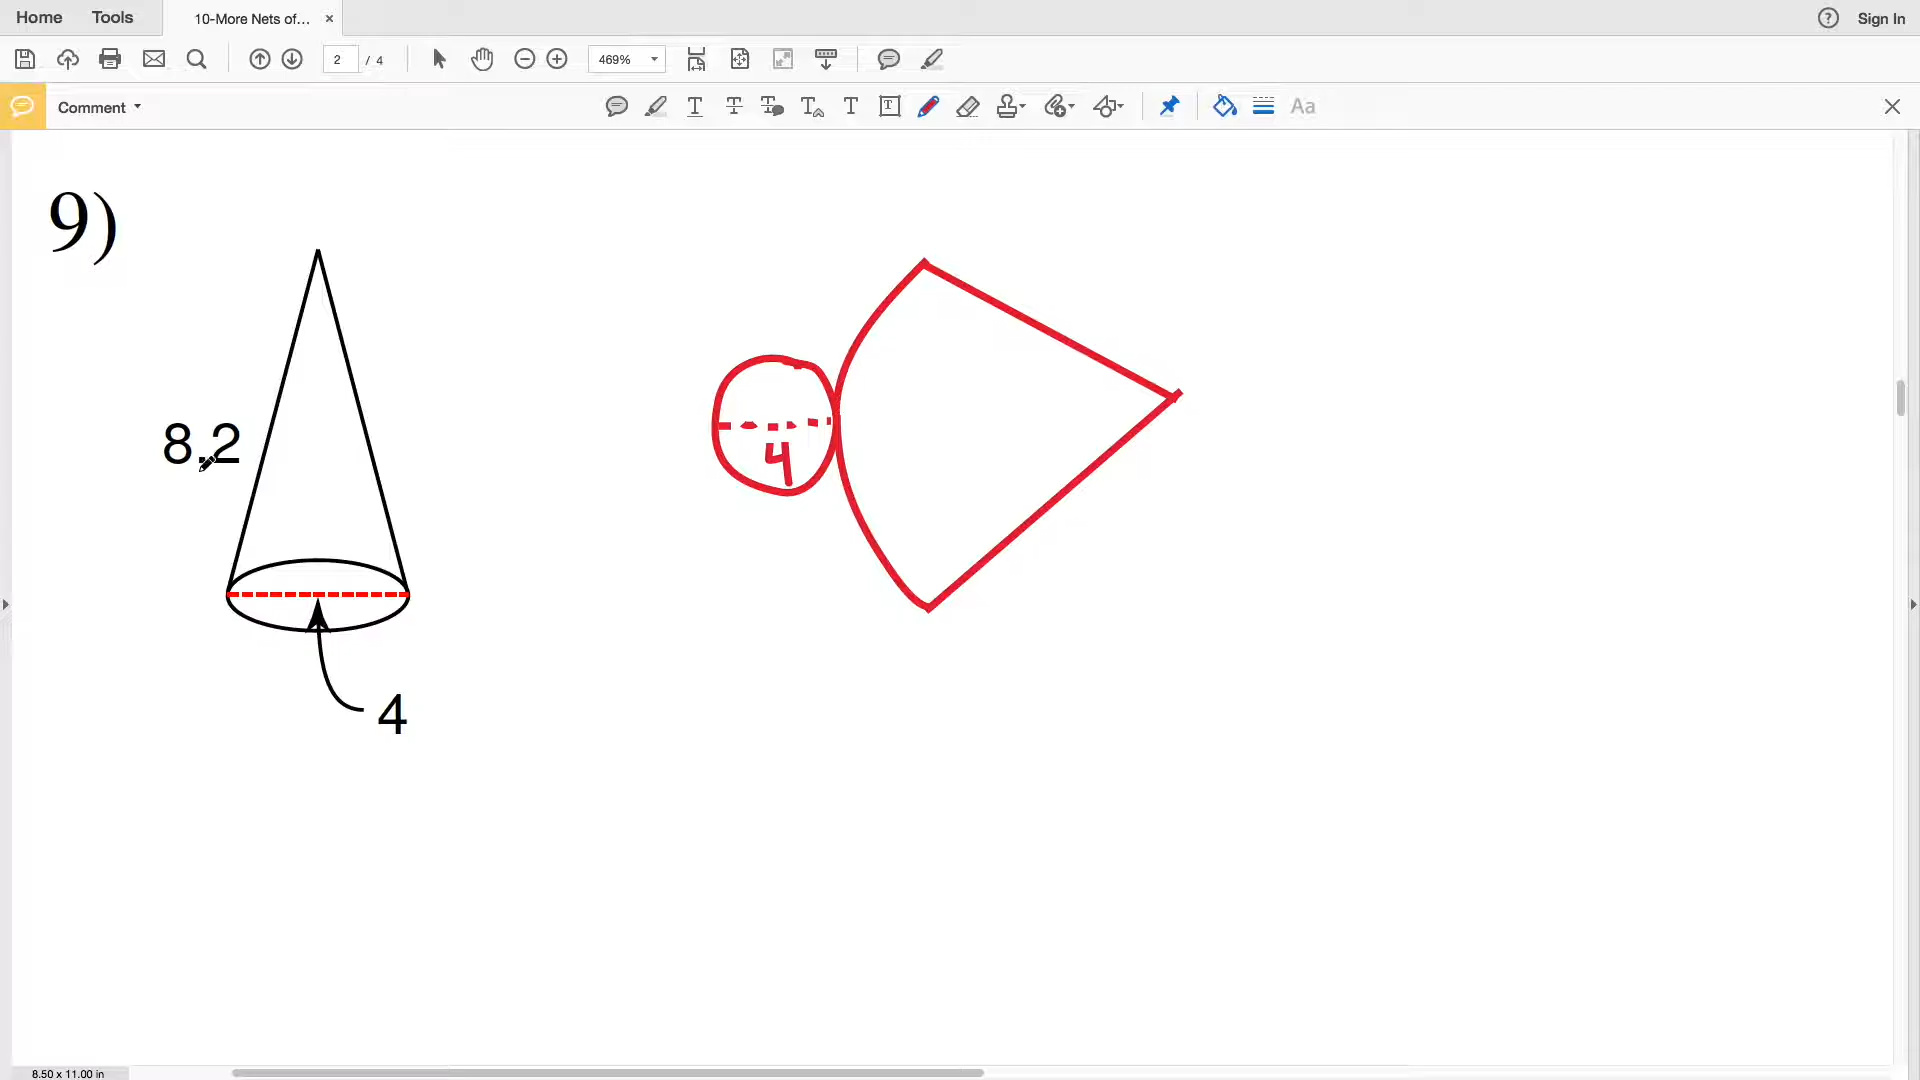 Home Tools 10-More Nets of... × ? Sign In
2 / 4 469%
Comment Aa
9)
8.2
4
4
8.50 x 11.00 in